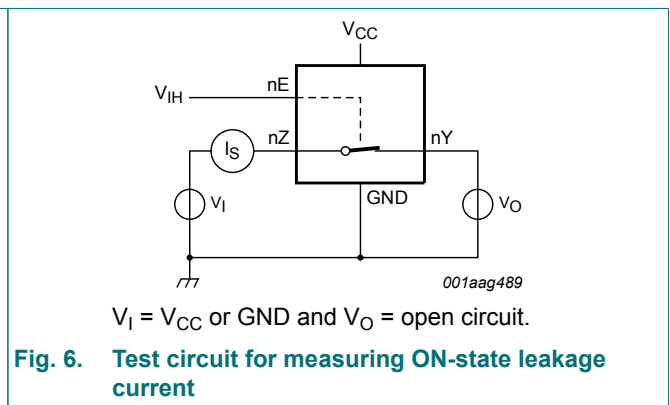 VCC
VIH
nE
IS
nZ
nY
VI
GND
VO
001aag489
VI = VCC or GND and VO = open circuit.
Fig. 6. Test circuit for measuring ON-state leakage
current